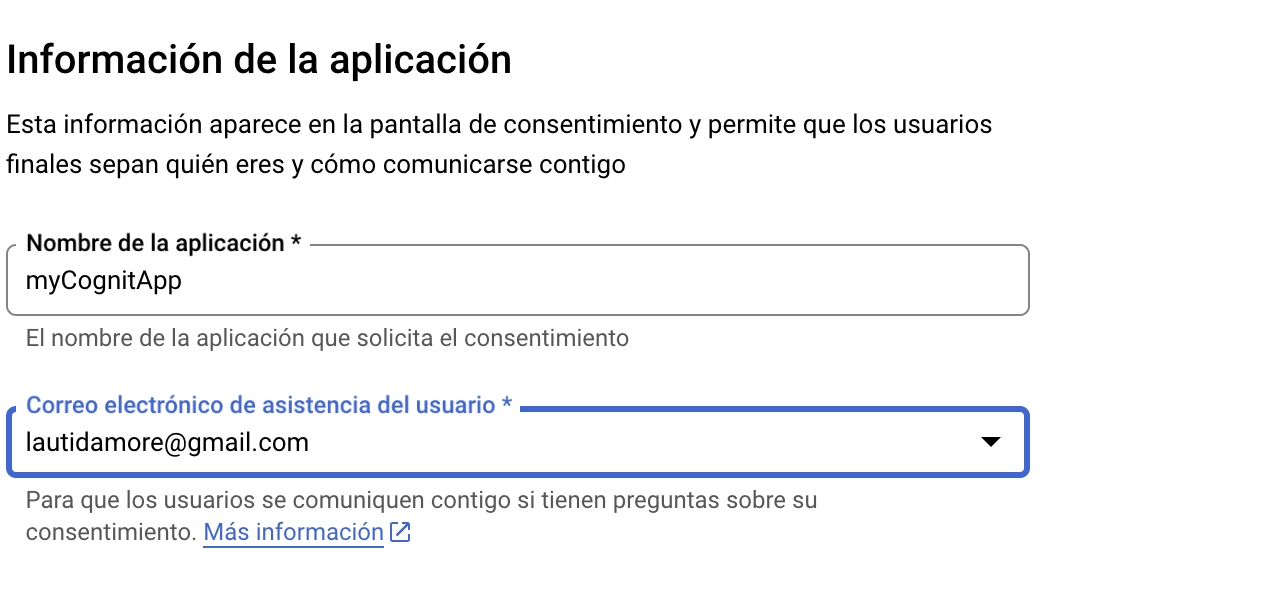 Información de la aplicación
Esta información aparece en la pantalla de consentimiento y permite que los usuarios
finales sepan quién eres y cómo comunicarse contigo
Nombre de la aplicación *
myCognitApp
El nombre de la aplicación que solicita el consentimiento
Correo electrónico de asistencia del usuario *
lautidamore@gmail.com
Para que los usuarios se comuniquen contigo si tienen preguntas sobre su
consentimiento. Más información